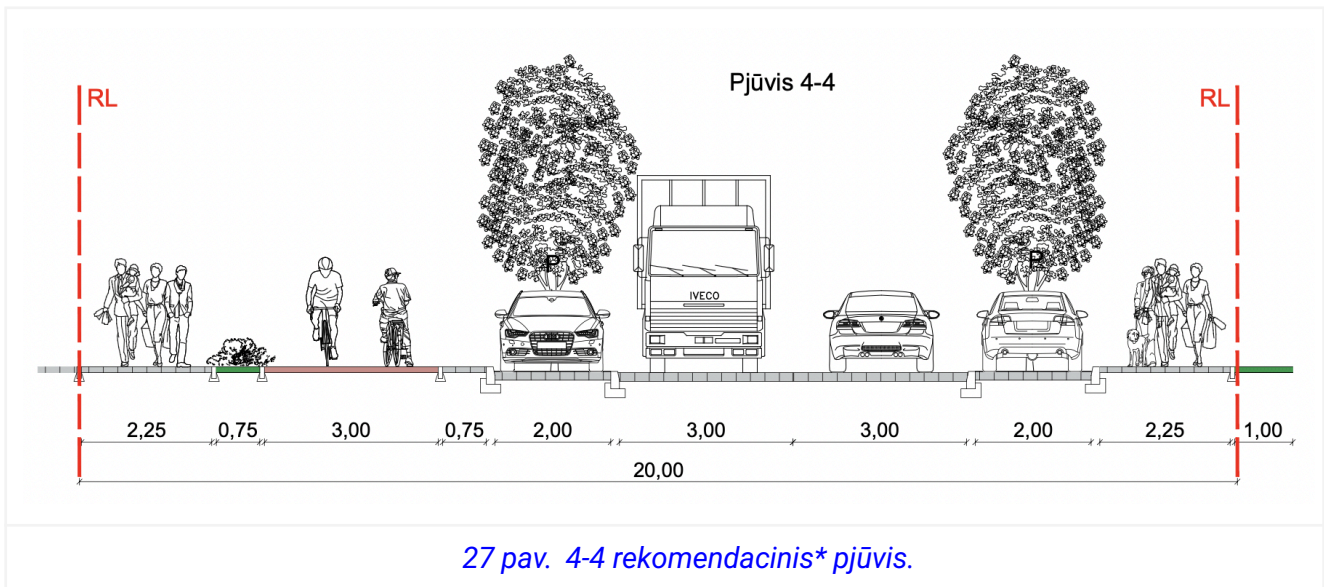 Pjūvis 4-4
RL
RL
P
P
IVECO
2,25 0,75 3,00 0,75 2,00 3,00 3,00 2,00 2,25 1,00
20,00
27 pav. 4-4 rekomendacinis* pjūvis.